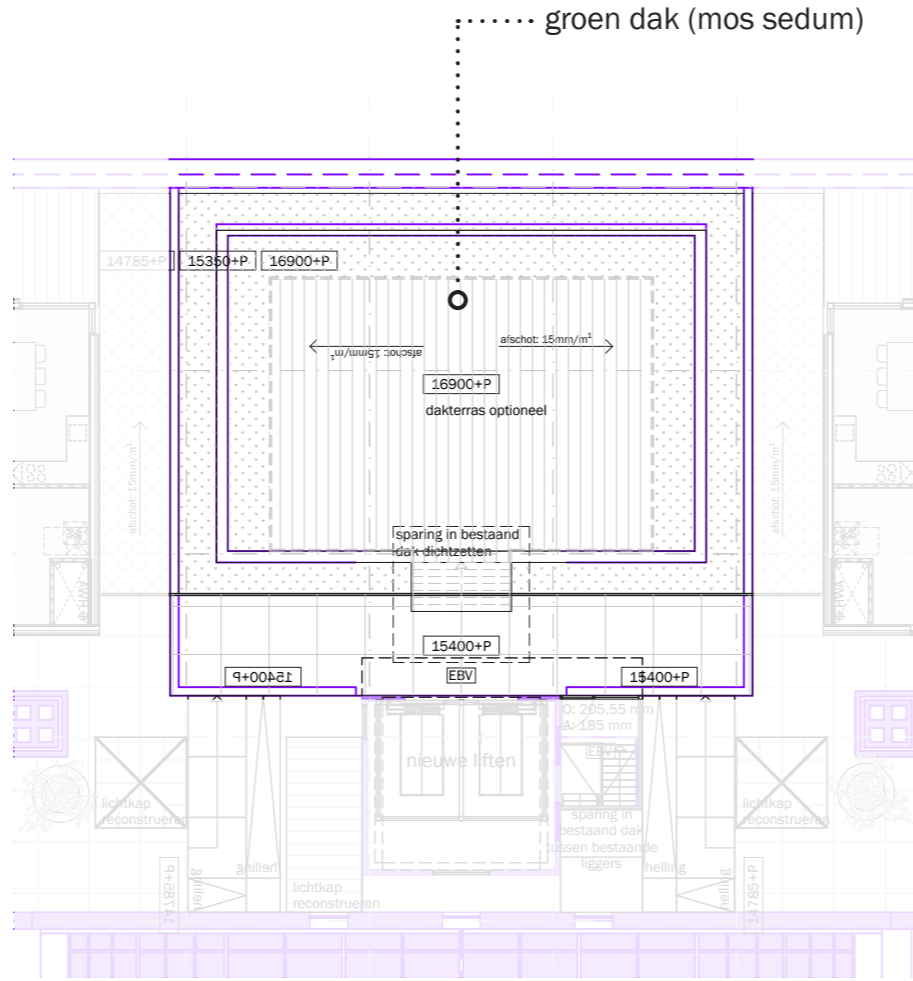 groen dak (mos sedum)
14785+P 15350+P 16900+P
afschot: 15mm/m¹
afschot: 15mm/m¹
16900+P
dakterras optioneel
afschot: 15mm/m¹
afschot: 15mm/m¹
sparing in bestaand
dak dichtzetten
HWA
HWA
15400+P
15400+P
EBV
15400+P
O: 205,55 mm
A: 185 mm
nieuwe liften
EBV
lichtkap
reconstrueren
lichtkap
reconstrueren
sparing in
bestaand dak
tussen bestaande
liggers
helling
helling
helling
helling
14785+P
14785+P
lichtkap
reconstrueren